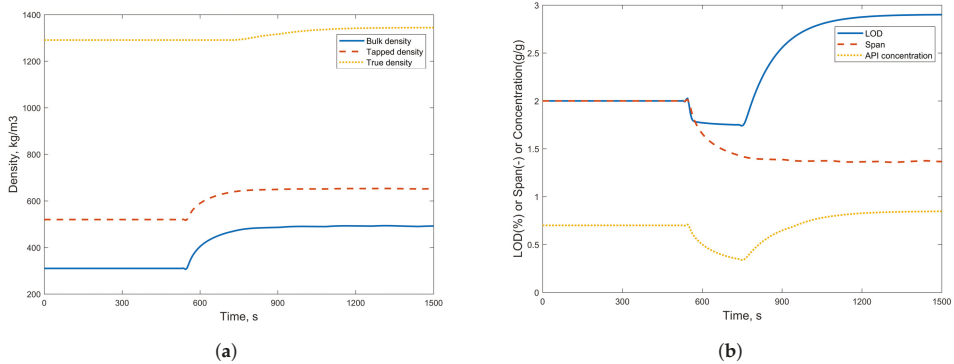 1400
1200
1000
800
600
400
200
Density, kg/m3
0
300
600
900
1200
1500
Time, s
Bulk density
Tapped density
True density
(a)
3
2.5
2
1.5
1
0.5
0
LOD(%) or Span(-) or Concentration(g/g)
0
300
600
900
1200
1500
Time, s
LOD
Span
API concentration
(b)